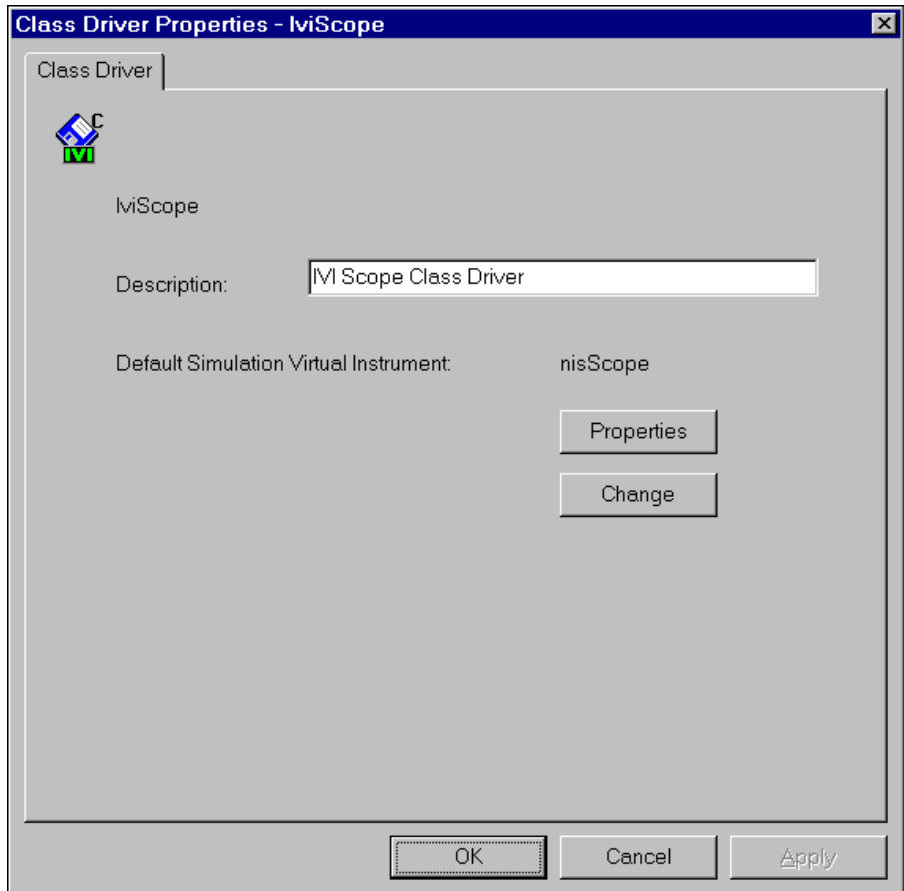 Class Driver Properties - IviScope
Class Driver
C
IVI
IviScope
Description: IVI Scope Class Driver
Default Simulation Virtual Instrument: nisScope
Properties
Change
OK Cancel Apply